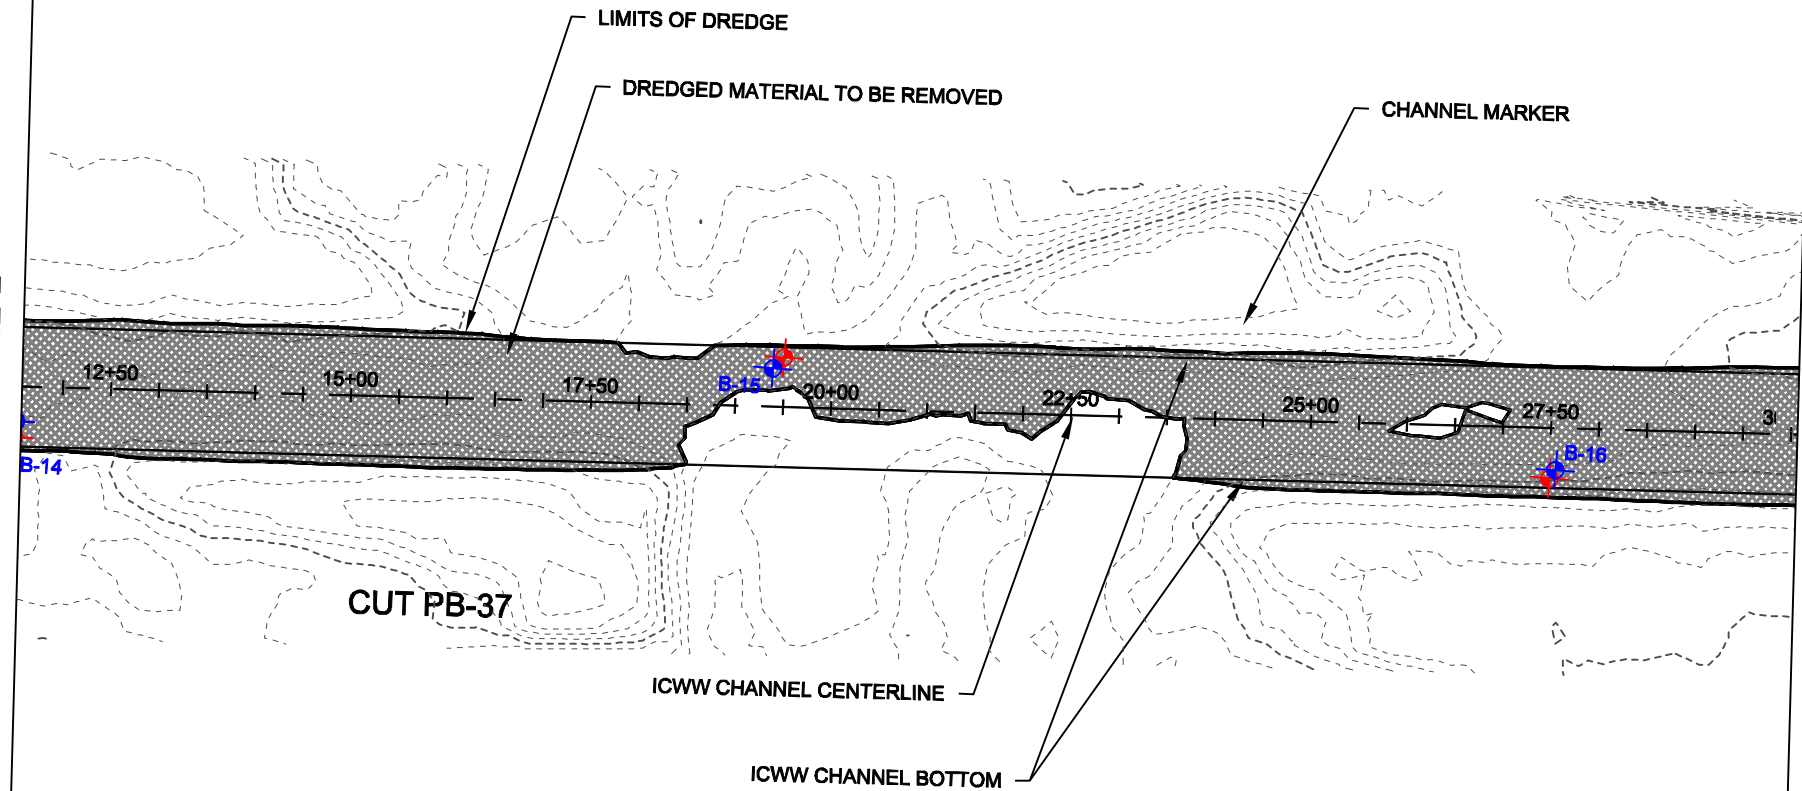 LIMITS OF DREDGE
DREDGED MATERIAL TO BE REMOVED
CHANNEL MARKER
12+50
15+00
17+50
B-15
20+00
22+50
25+00
27+50
B-14
B-16
CUT PB-37
ICWW CHANNEL CENTERLINE
ICWW CHANNEL BOTTOM